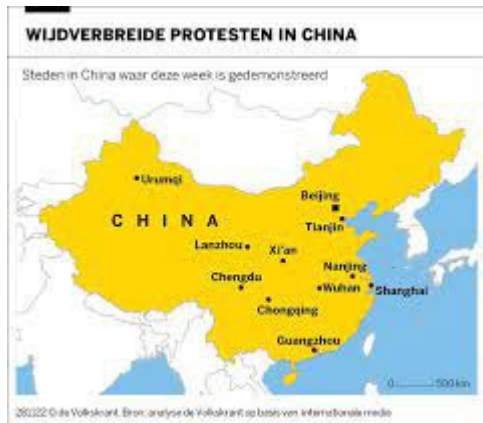 WIJDVERBREIDE PROTESTEN IN CHINA
Steden in China waar deze week is gedemonstreerd
Urumqi
Beijing
CHINA
Tianjin
Lanzhou
Xi'an
Nanjing
Chengdu
Wuhan
Shanghai
Chongqing
Guangzhou
0 500 km
281122 © de Volkskrant. Bron: analyse de Volkskrant op basis van internationale media